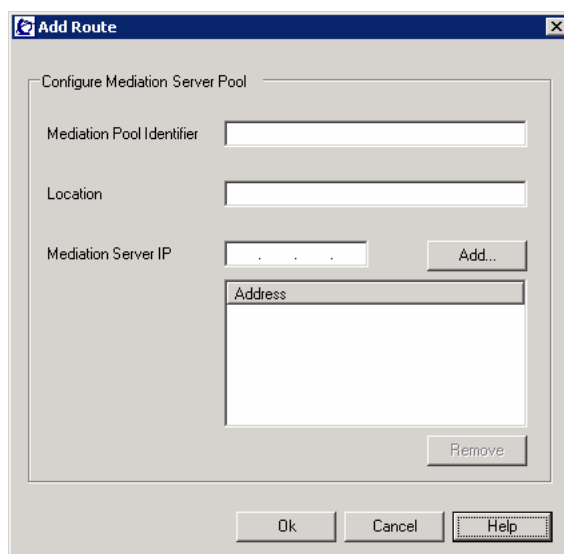 Add Route
Configure Mediation Server Pool
Mediation Pool Identifier
Location
Mediation Server IP
. . .
Add...
Address
Remove
Ok Cancel Help